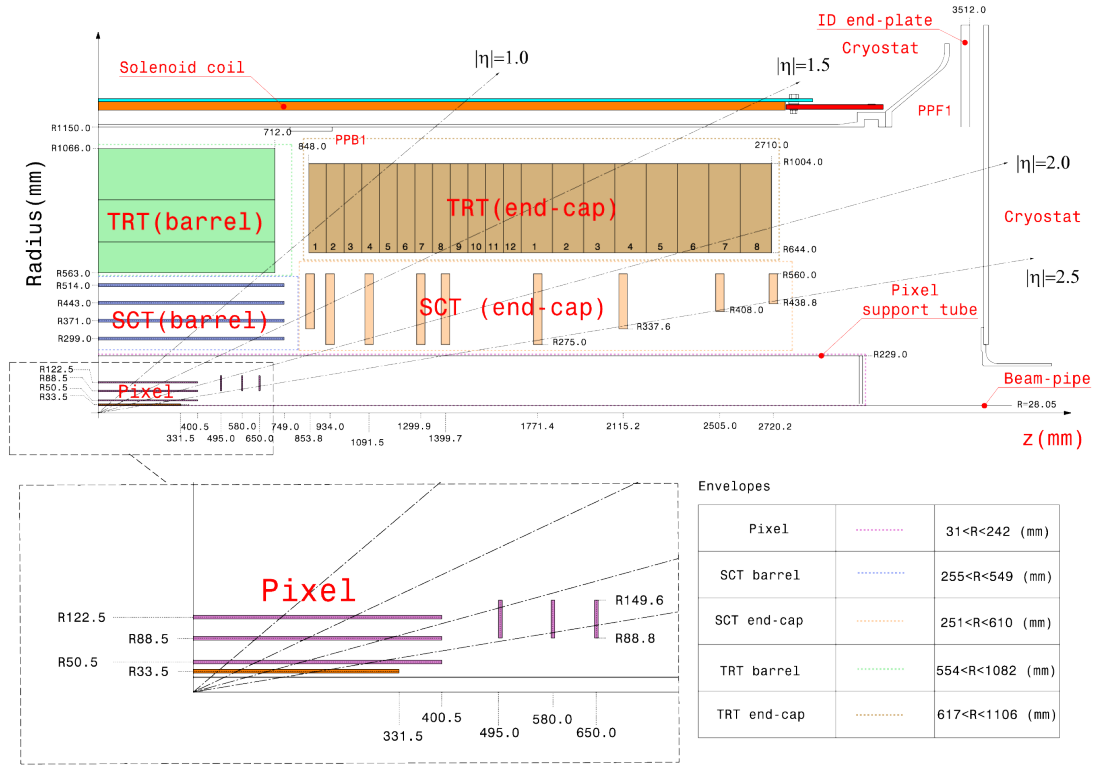 3512.0
ID end-plate
Cryostat
|η|=1.0
|η|=1.5
Solenoid coil
PPF1
R1150.0
712.0
PPB1
848.0
2710.0
R1066.0
R1004.0
|η|=2.0
Radius(mm)
TRT(barrel)
TRT(end-cap)
Cryostat
1 2 3 4 5 6 7 8 9 10 11 12 1 2 3 4 5 6 7 8
R644.0
R563.0
R560.0
|η|=2.5
R514.0
R443.0
SCT(barrel)
SCT (end-cap)
R438.8
R408.0
Pixel
support tube
R371.0
R337.6
R299.0
R275.0
R229.0
R122.5
R88.5
R50.5
R33.5
Pixel
Beam-pipe
R=28.05
400.5 580.0 749.0 934.0 1299.9 1771.4 2115.2 2505.0 2720.2
331.5 495.0 650.0 853.8 1091.5 1399.7
z(mm)
Pixel
R122.5
R149.6
R88.5
R88.8
R50.5
R33.5
400.5 580.0
331.5 495.0 650.0
Envelopes
Pixel 31<R<242 (mm)
SCT barrel 255<R<549 (mm)
SCT end-cap 251<R<610 (mm)
TRT barrel 554<R<1082 (mm)
TRT end-cap 617<R<1106 (mm)